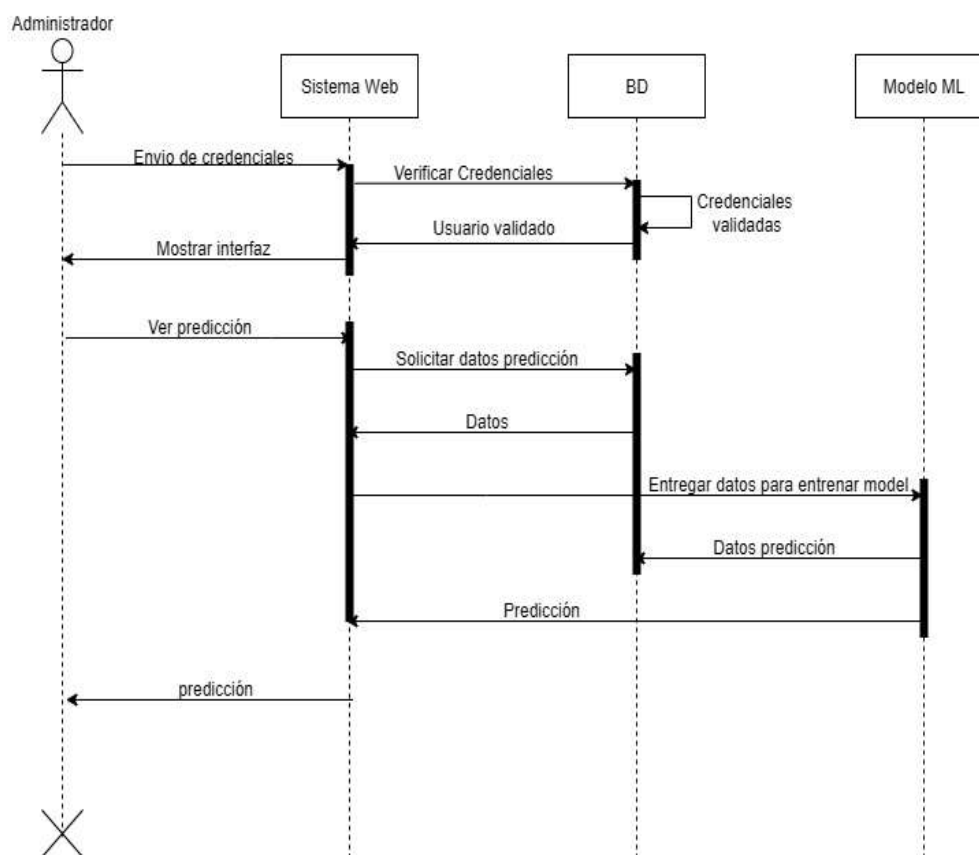 Administrador
Sistema Web
BD
Modelo ML
Envio de credenciales
Verificar Credenciales
Credenciales
validadas
Usuario validado
Mostrar interfaz
Ver predicción
Solicitar datos predicción
Datos
Entregar datos para entrenar model
Datos predicción
Predicción
predicción